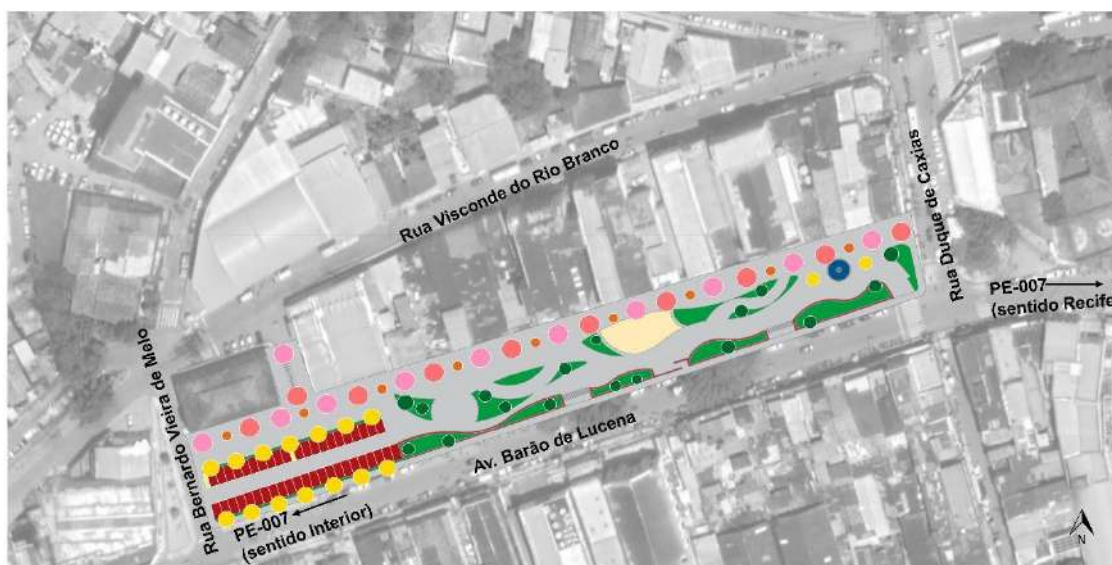 Rua Visconde do Rio Branco
Rua Duque de Caxias
PE-007
(sentido Recife
Rua Bernardo Vieira de Melo
Av. Barão de Lucena
PE-007
(sentido Interior)
N